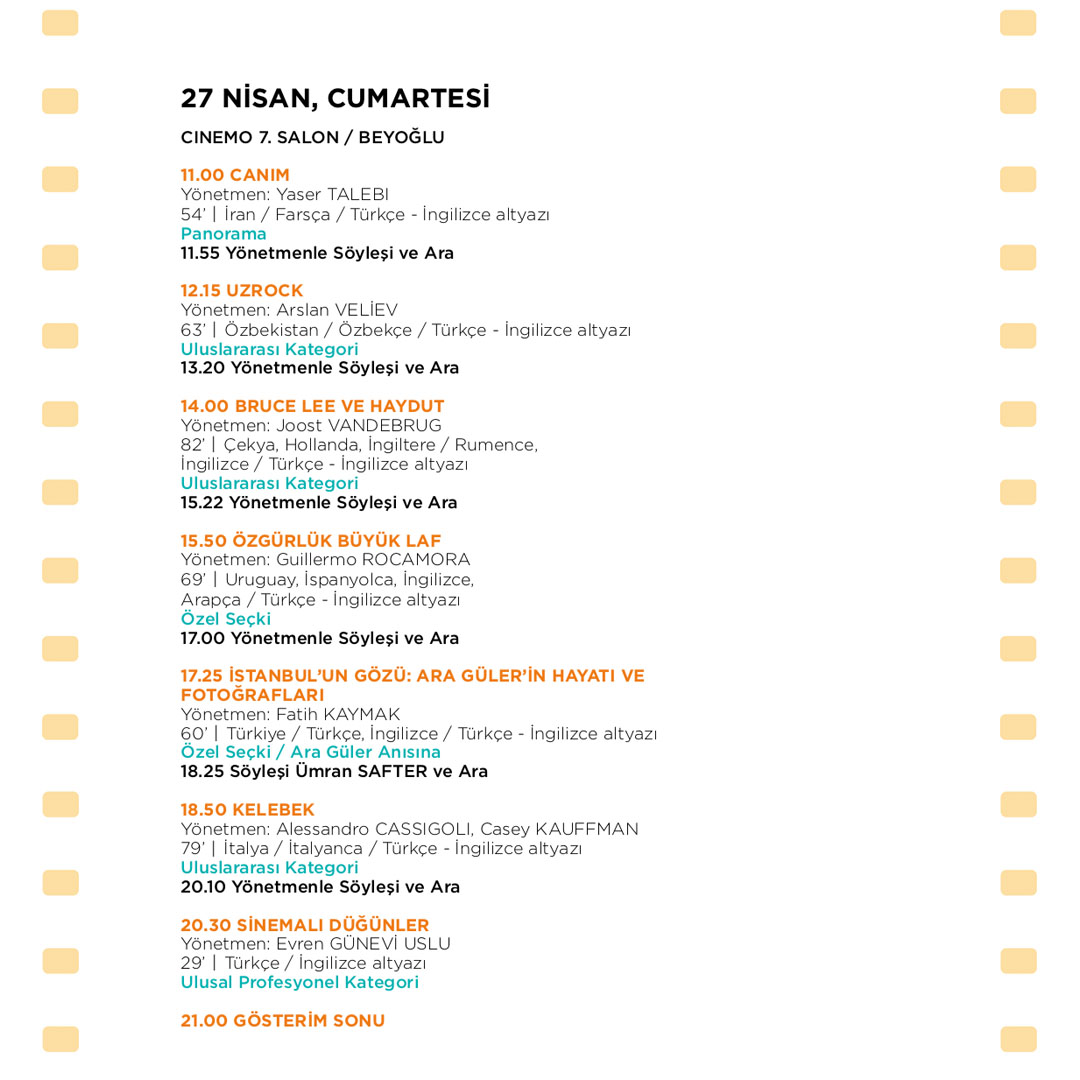 27 NİSAN, CUMARTESİ
CINEMO 7. SALON / BEYOĞLU
11.00 CANIM
Yönetmen: Yaser TALEBI
54’ | İran / Farsça / Türkçe - İngilizce altyazı
Panorama
11.55 Yönetmenle Söyleşi ve Ara
12.15 UZROCK
Yönetmen: Arslan VELİEV
63’ | Özbekistan / Özbekçe / Türkçe - İngilizce altyazı
Uluslararası Kategori
13.20 Yönetmenle Söyleşi ve Ara
14.00 BRUCE LEE VE HAYDUT
Yönetmen: Joost VANDEBRUG
82’ | Çekya, Hollanda, İngiltere / Rumence,
İngilizce / Türkçe - İngilizce altyazı
Uluslararası Kategori
15.22 Yönetmenle Söyleşi ve Ara
15.50 ÖZGÜRLÜK BÜYÜK LAF
Yönetmen: Guillermo ROCAMORA
69’ | Uruguay, İspanyolca, İngilizce,
Arapça / Türkçe - İngilizce altyazı
Özel Seçki
17.00 Yönetmenle Söyleşi ve Ara
17.25 İSTANBUL’UN GÖZÜ: ARA GÜLER’İN HAYATI VE
FOTOĞRAFLARI
Yönetmen: Fatih KAYMAK
60’ | Türkiye / Türkçe, İngilizce / Türkçe - İngilizce altyazı
Özel Seçki / Ara Güler Anısına
18.25 Söyleşi Ümran SAFTER ve Ara
18.50 KELEBEK
Yönetmen: Alessandro CASSIGOLI, Casey KAUFFMAN
79’ | İtalya / İtalyanca / Türkçe - İngilizce altyazı
Uluslararası Kategori
20.10 Yönetmenle Söyleşi ve Ara
20.30 SİNEMALI DÜĞÜNLER
Yönetmen: Evren GÜNEVİ USLU
29’ | Türkçe / İngilizce altyazı
Ulusal Profesyonel Kategori
21.00 GÖSTERİM SONU